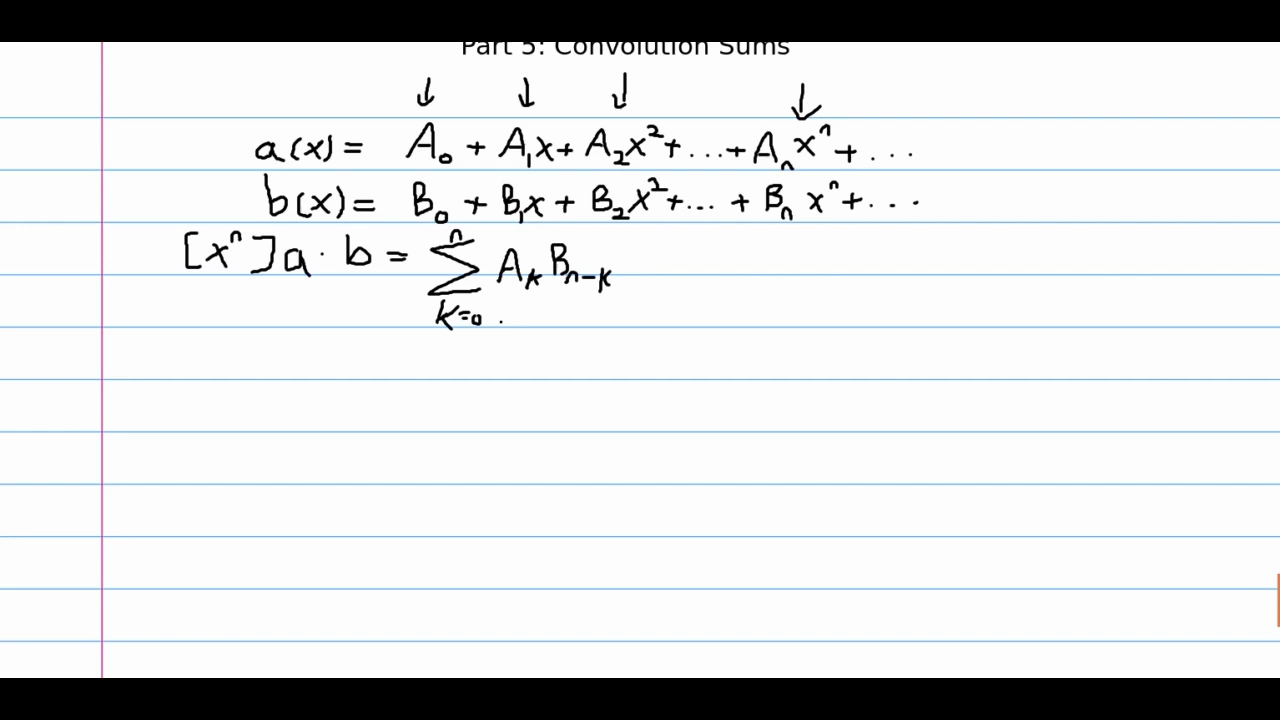 Part 5: Convolution Sums
a(x) = A₀ + A₁x + A₂x² + ... + Aₙxⁿ + ...
b(x) = B₀ + B₁x + B₂x² + ... + Bₙxⁿ + ...
[xⁿ] a · b = ∑ₖ₌₀ⁿ Aₖ Bₙ₋ₖ